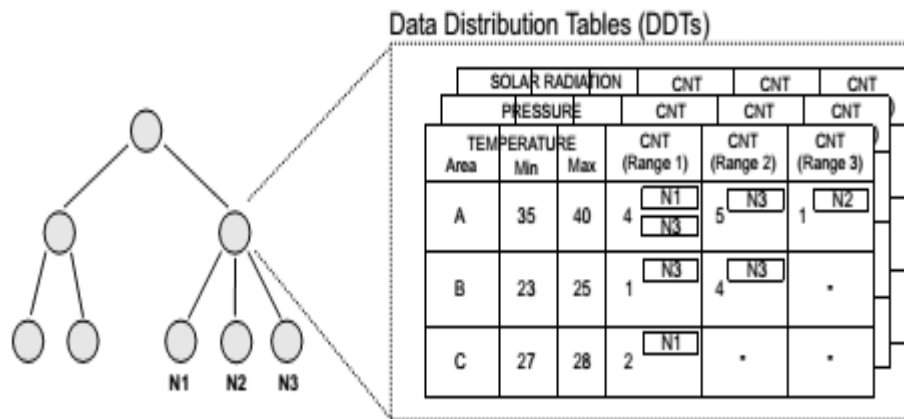 Data Distribution Tables (DDTs)
SOLAR RADIATION CNT CNT CNT
PRESSURE CNT CNT CNT
TEMPERATURE CNT CNT CNT
Area Min Max (Range 1) (Range 2) (Range 3)
A 35 40 4 N1 N3 5 N3 1 N2
B 23 25 1 N3 4 N3 -
C 27 28 2 N1 - -
N1 N2 N3